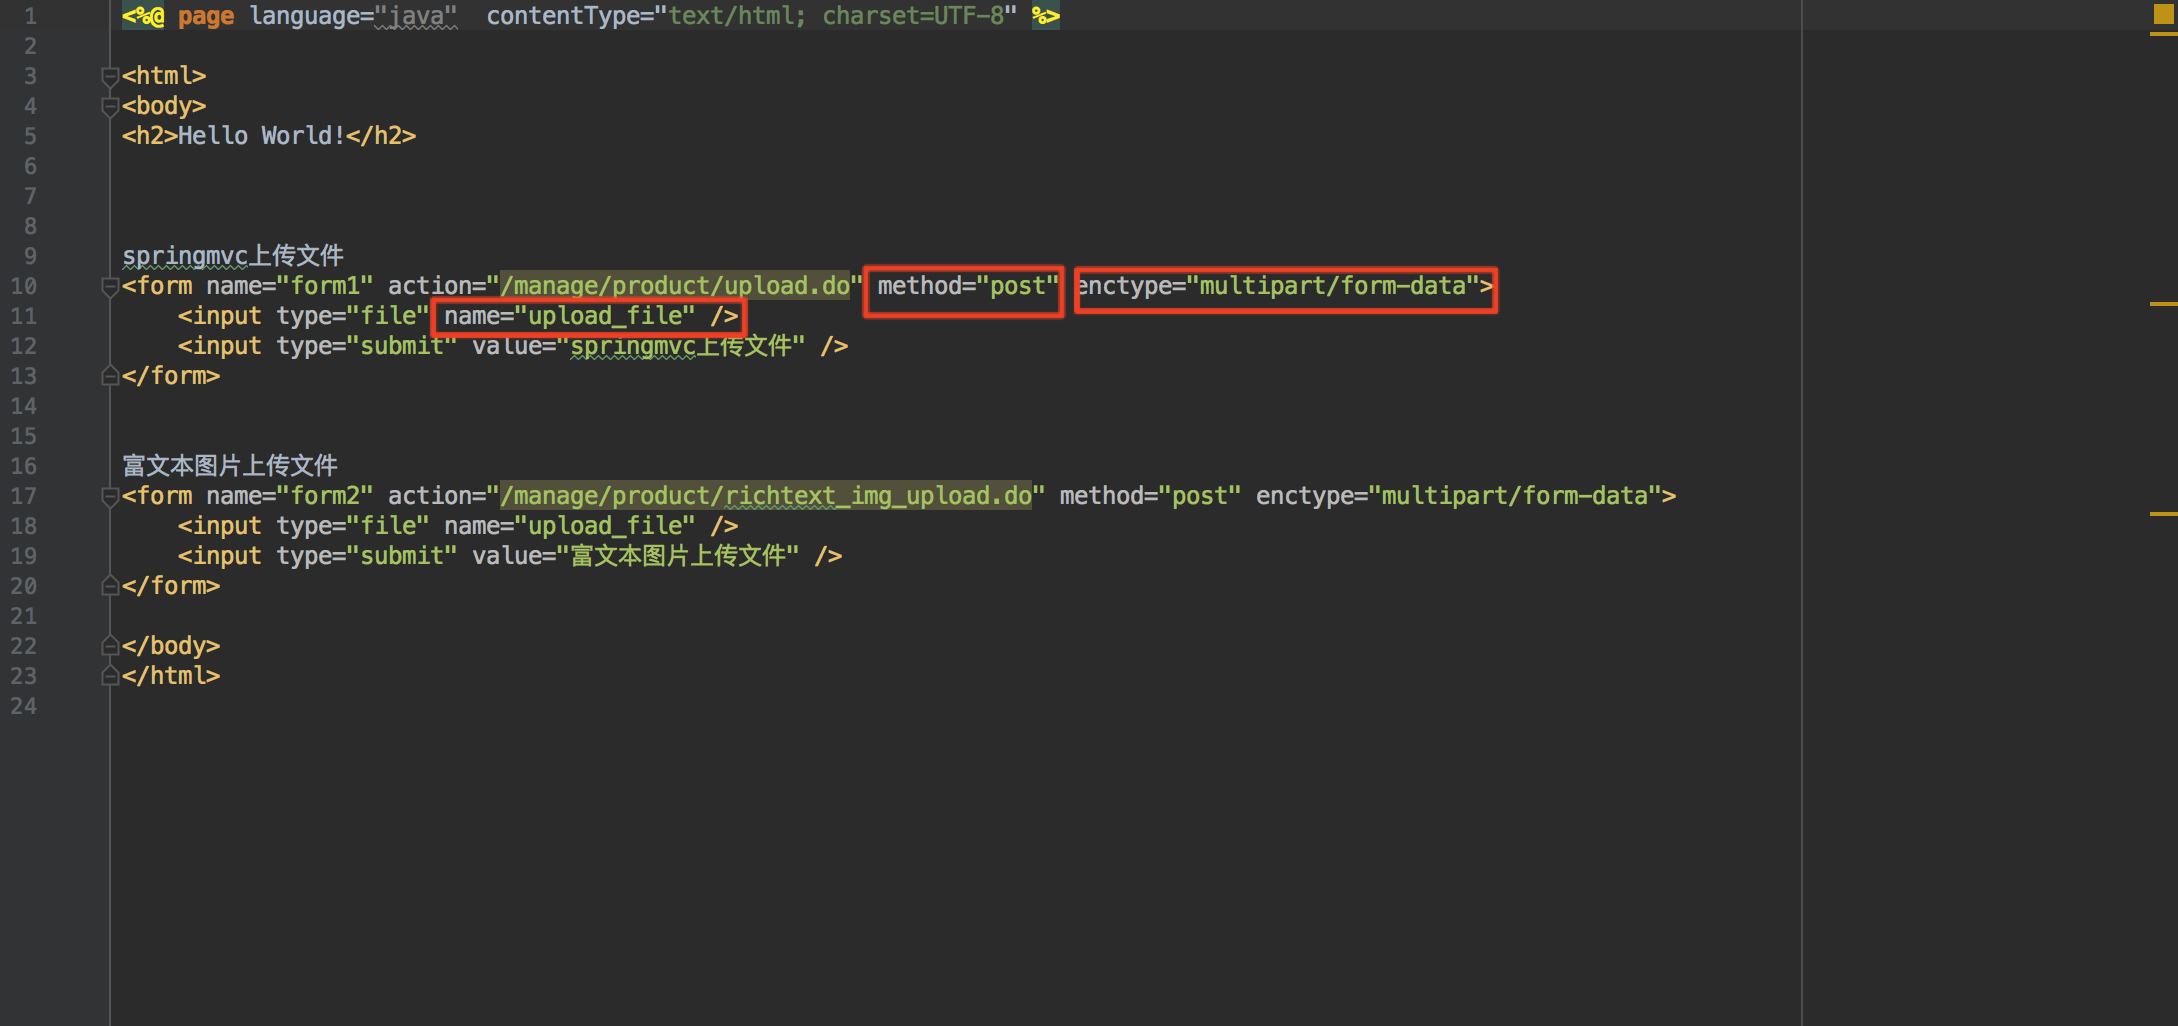 1 <%@ page language="java"  contentType="text/html; charset=UTF-8" %>
2
3 <html>
4 <body>
5 <h2>Hello World!</h2>
6
7
8
9 springmvc上传文件
10 <form name="form1" action="/manage/product/upload.do" method="post" enctype="multipart/form-data">
11     <input type="file" name="upload_file" />
12     <input type="submit" value="springmvc上传文件" />
13 </form>
14
15
16 富文本图片上传文件
17 <form name="form2" action="/manage/product/richtext_img_upload.do" method="post" enctype="multipart/form-data">
18     <input type="file" name="upload_file" />
19     <input type="submit" value="富文本图片上传文件" />
20 </form>
21
22 </body>
23 </html>
24